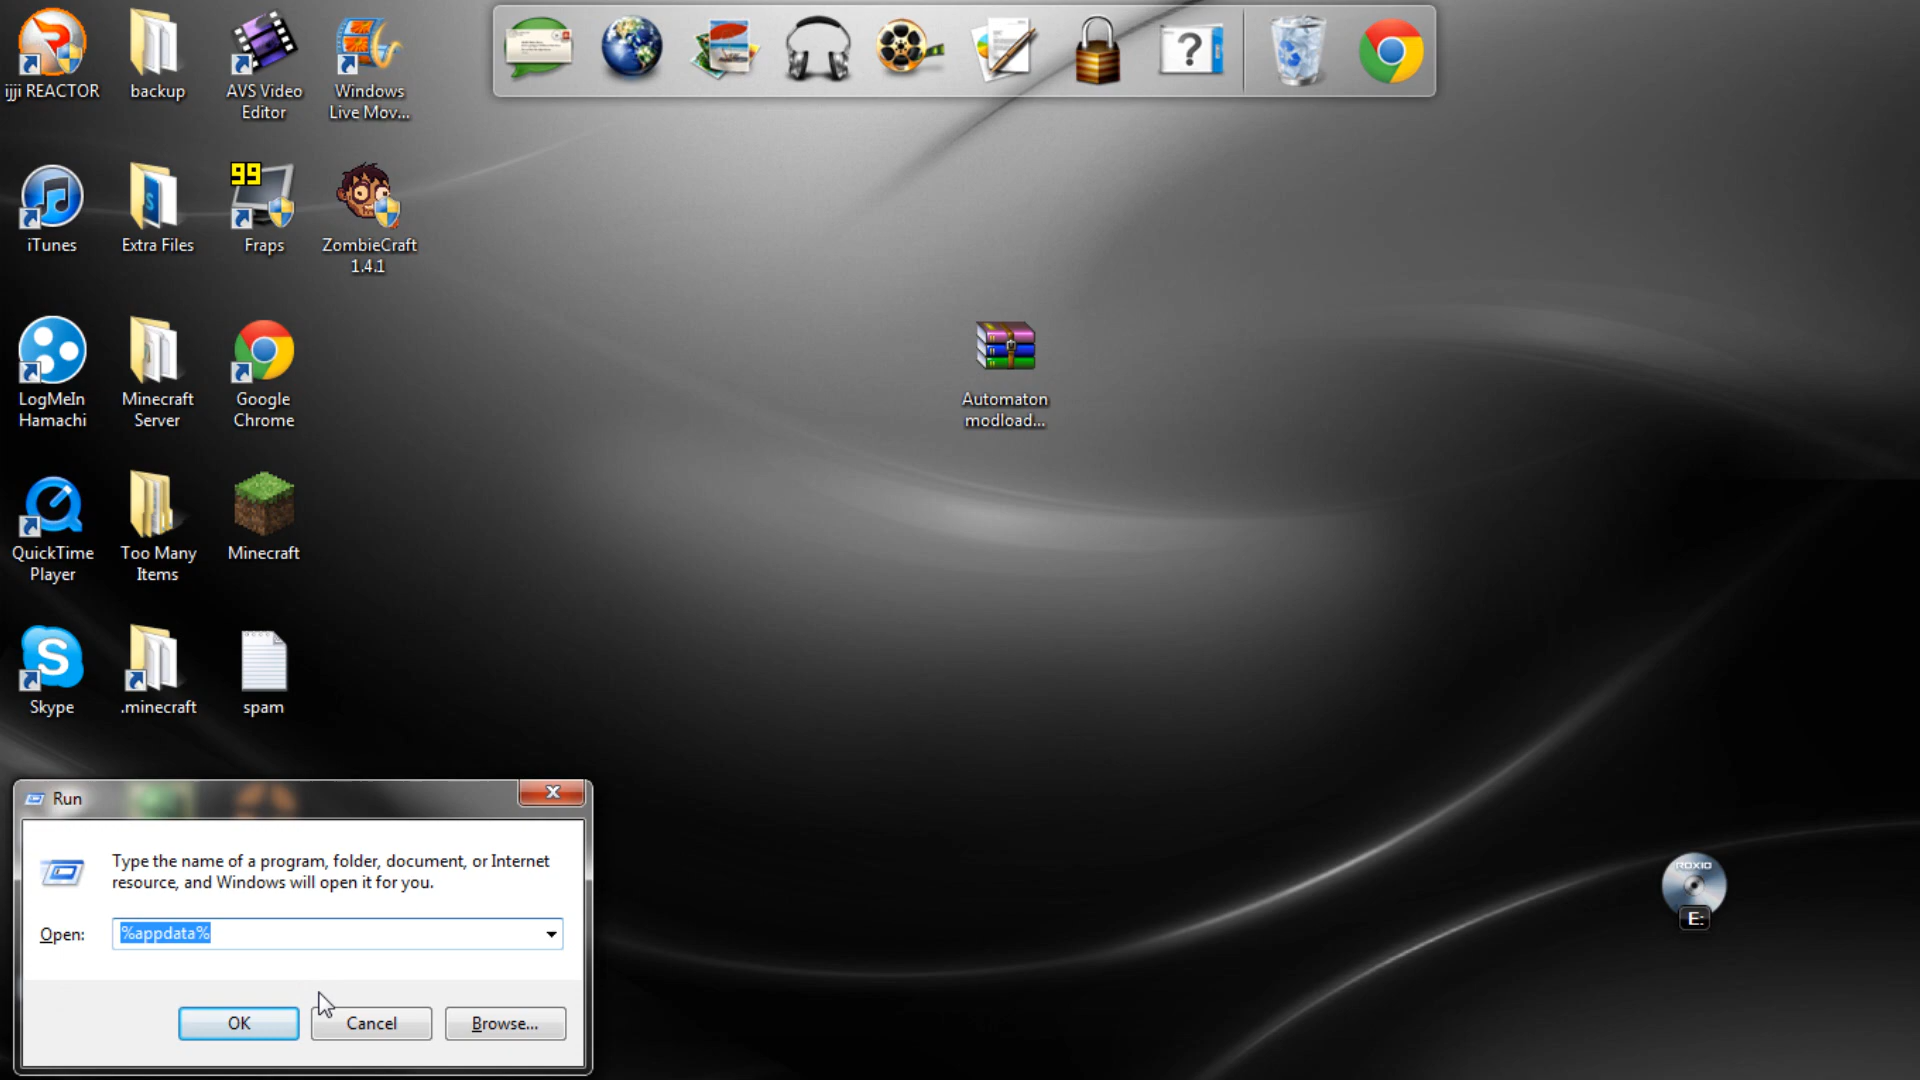 ijji REACTOR
backup
AVS Video
Editor
Windows
Live Mov...
iTunes
Extra Files
99
Fraps
ZombieCraft
1.4.1
LogMeIn
Hamachi
Minecraft
Server
Google
Chrome
Automaton
modload...
QuickTime
Player
Too Many
Items
Minecraft
S
Skype
.minecraft
spam
Run
Type the name of a program, folder, document, or Internet
resource, and Windows will open it for you.
Open:
%appdata%
OK
Cancel
Browse...
ROXIO
E: